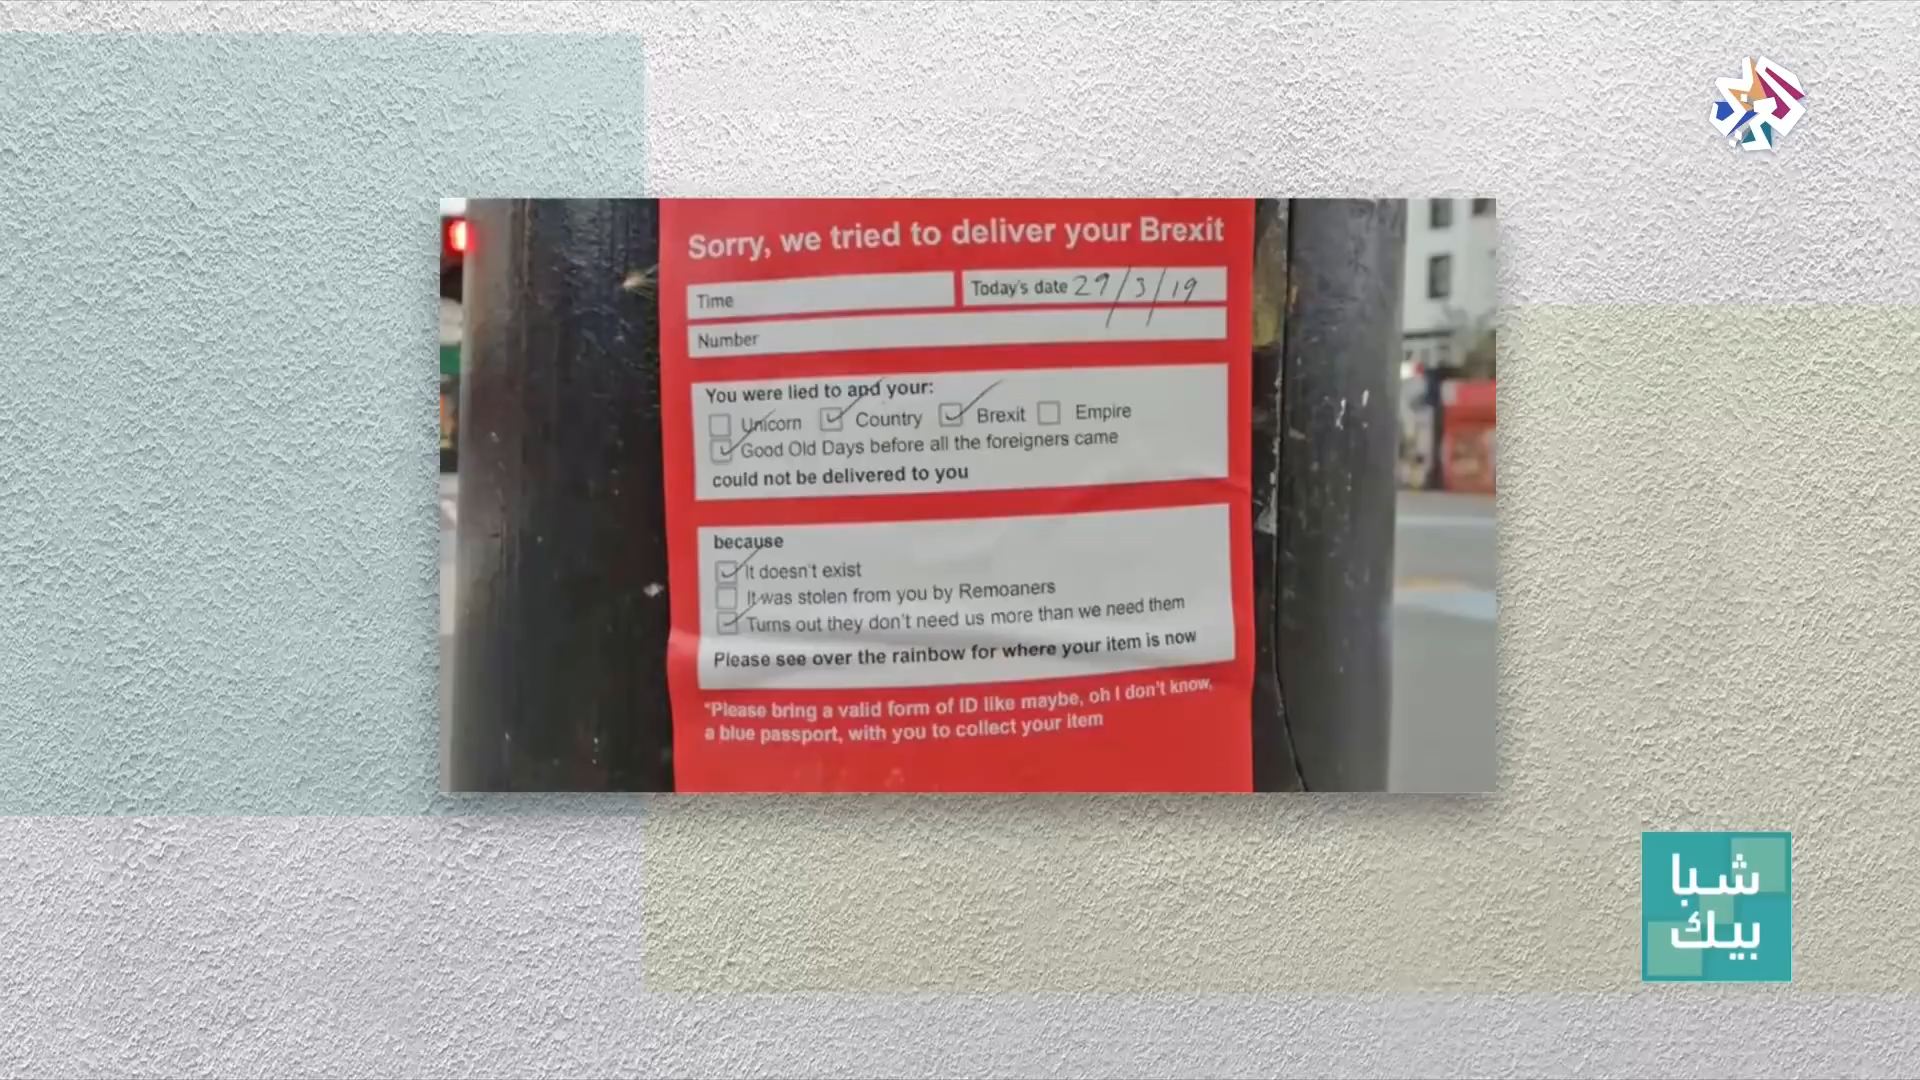 Sorry, we tried to deliver your Brexit
Time
Today's date 29/3/19
Number
You were lied to and your:
Unicorn Country Brexit Empire
Good Old Days before all the foreigners came
could not be delivered to you
because
It doesn't exist
It was stolen from you by Remoaners
Turns out they don't need us more than we need them
Please see over the rainbow for where your item is now
*Please bring a valid form of ID like maybe, oh I don't know,
a blue passport, with you to collect your item
شبا
بيك